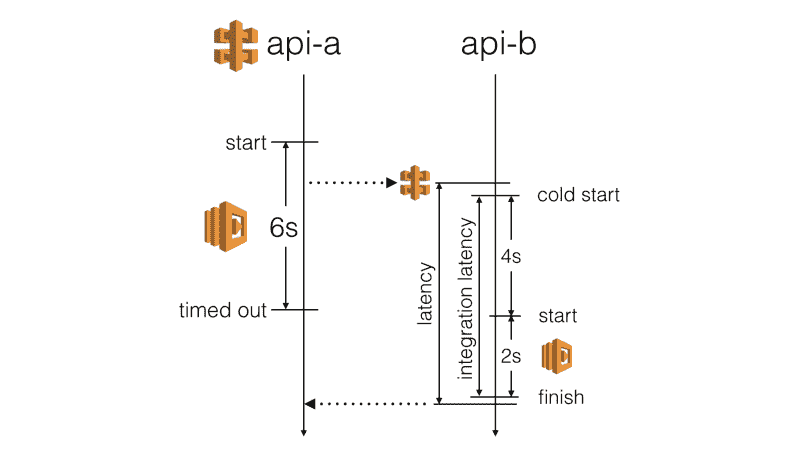 api-a
api-b
start
cold start
6s
4s
latency
integration latency
timed out
start
2s
finish